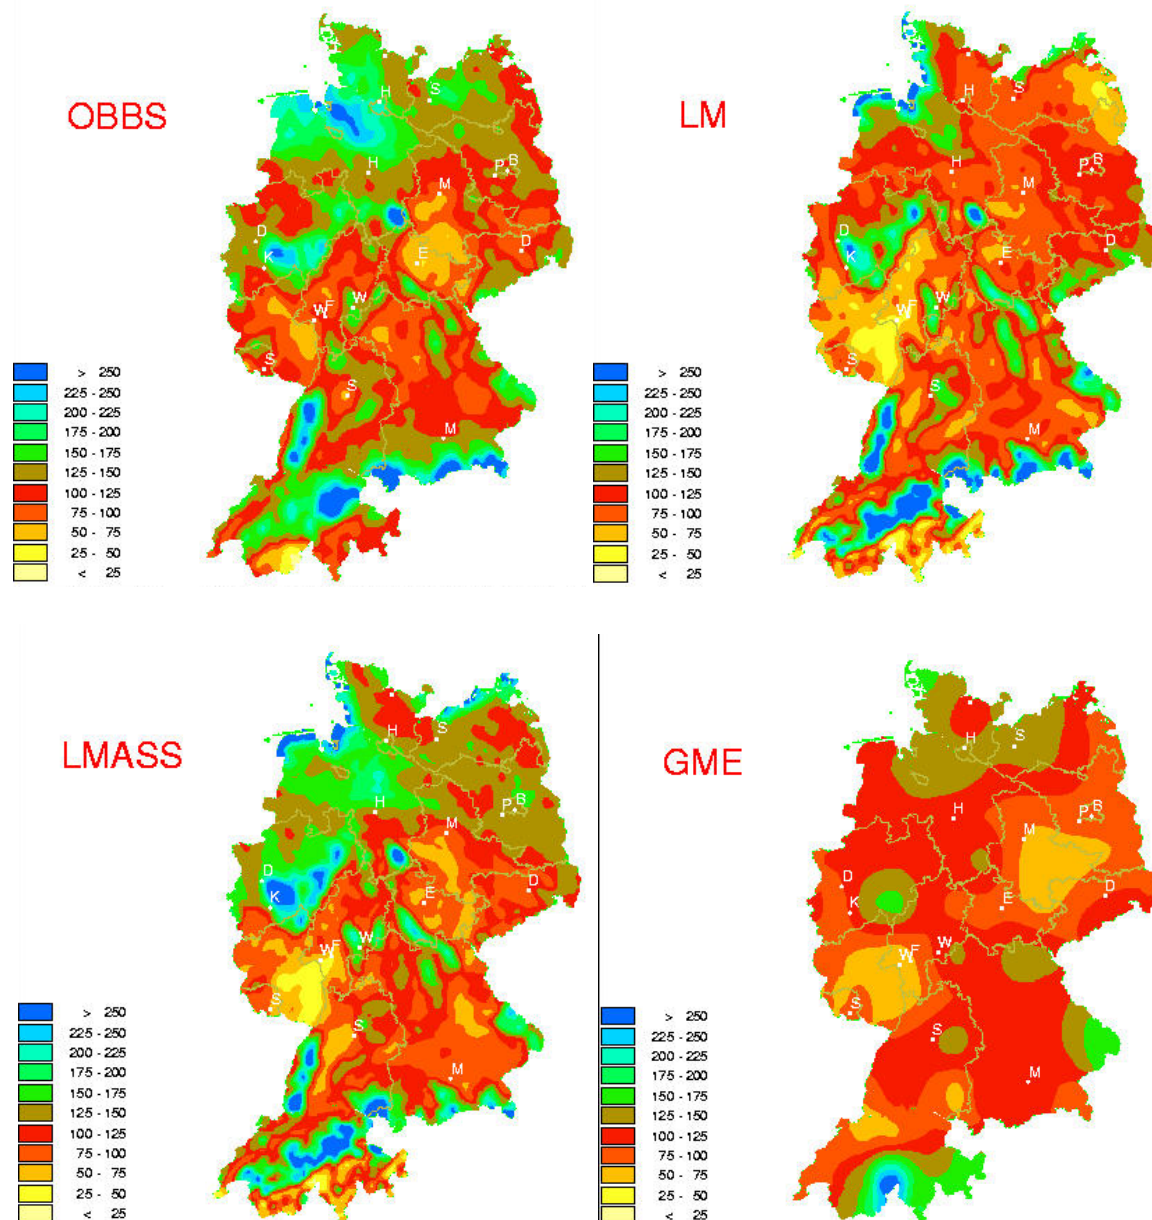 OBBS
H
S
H
P B
M
D
K
E
D
W F
W
S
S
M
> 250
225 - 250
200 - 225
175 - 200
150 - 175
125 - 150
100 - 125
75 - 100
50 - 75
25 - 50
< 25
LM
H
S
H
P B
M
D
K
E
D
W F
W
S
S
M
> 250
225 - 250
200 - 225
175 - 200
150 - 175
125 - 150
100 - 125
75 - 100
50 - 75
25 - 50
< 25
LMASS
H
S
H
P B
M
D
K
E
D
W F
W
S
S
M
> 250
225 - 250
200 - 225
175 - 200
150 - 175
125 - 150
100 - 125
75 - 100
50 - 75
25 - 50
< 25
GME
H
S
H
P B
M
D
K
E
D
W F
W
S
S
M
> 250
225 - 250
200 - 225
175 - 200
150 - 175
125 - 150
100 - 125
75 - 100
50 - 75
25 - 50
< 25